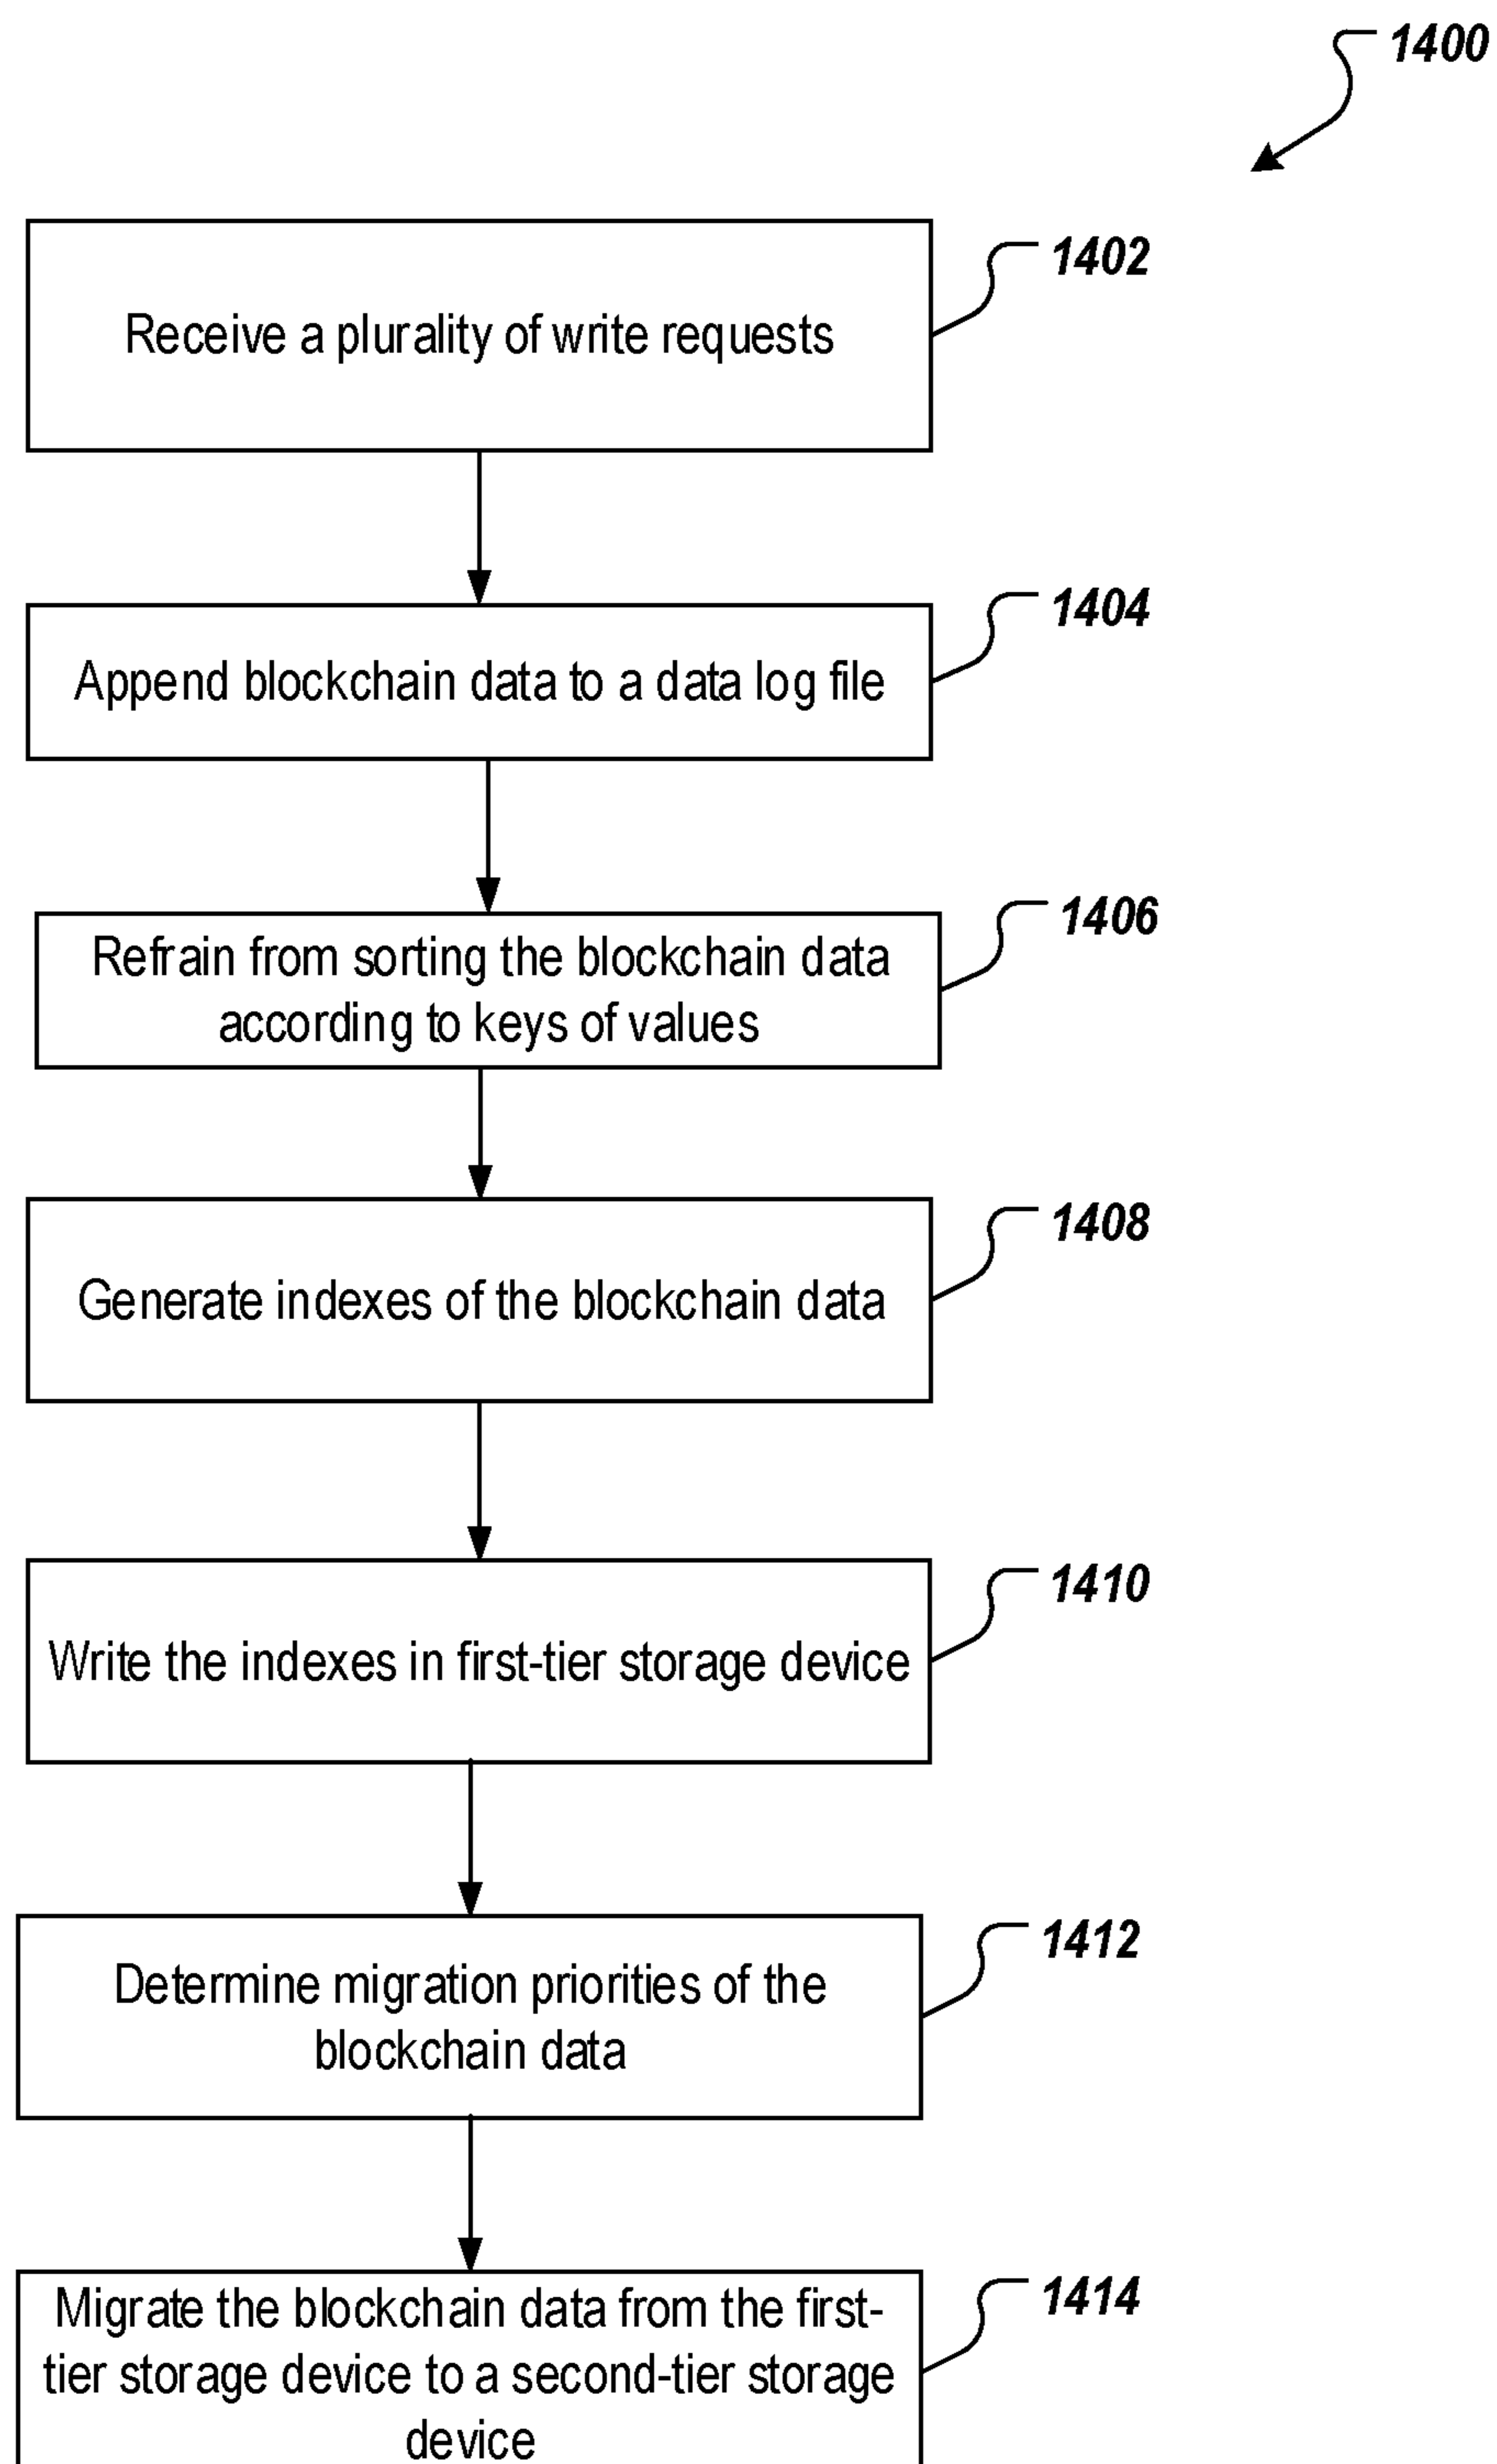 1400
1402
Receive a plurality of write requests
1404
Append blockchain data to a data log file
1406
Refrain from sorting the blockchain data
according to keys of values
1408
Generate indexes of the blockchain data
1410
Write the indexes in first-tier storage device
1412
Determine migration priorities of the
blockchain data
1414
Migrate the blockchain data from the first-
tier storage device to a second-tier storage
device